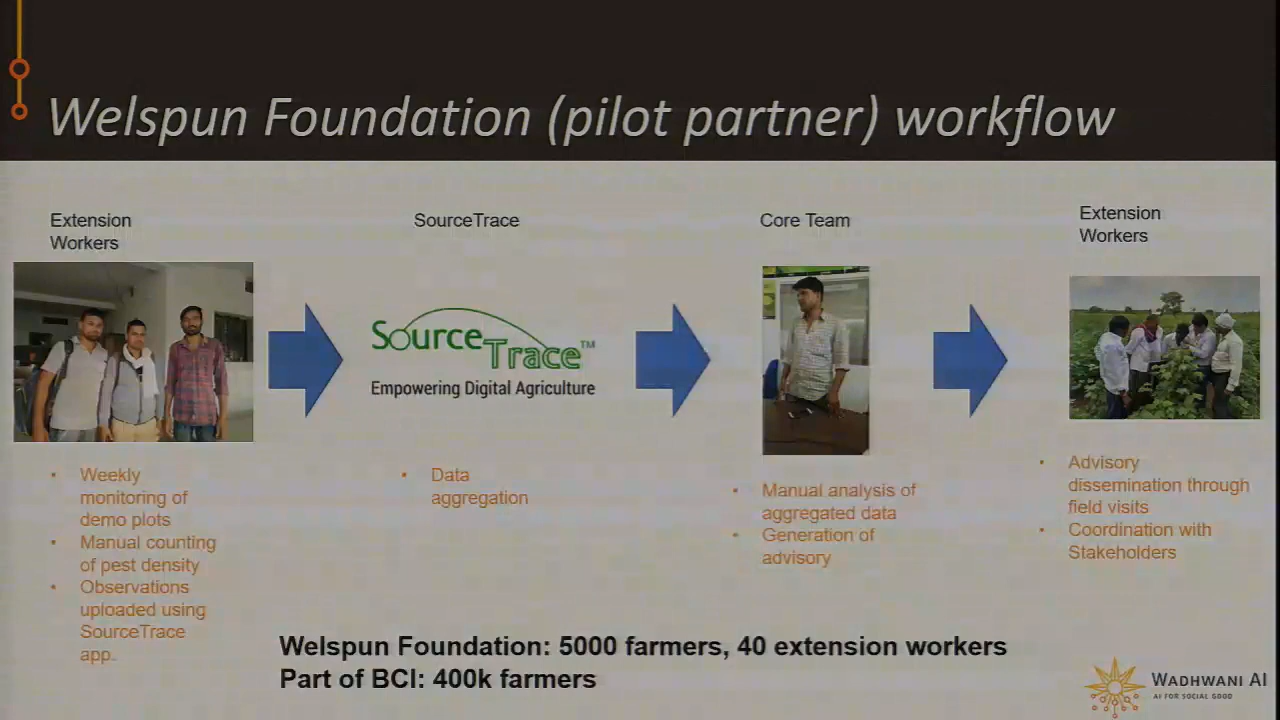 Welspun Foundation (pilot partner) workflow
Extension
Workers
SourceTrace
Core Team
Extension
Workers
SourceTrace™
Empowering Digital Agriculture
• Weekly
monitoring of
demo plots
• Manual counting
of pest density
• Observations
uploaded using
SourceTrace
app.
• Data
aggregation
• Manual analysis of
aggregated data
• Generation of
advisory
• Advisory
dissemination through
field visits
• Coordination with
Stakeholders
Welspun Foundation: 5000 farmers, 40 extension workers
Part of BCI: 400k farmers
WADHWANI AI
AI FOR SOCIAL GOOD